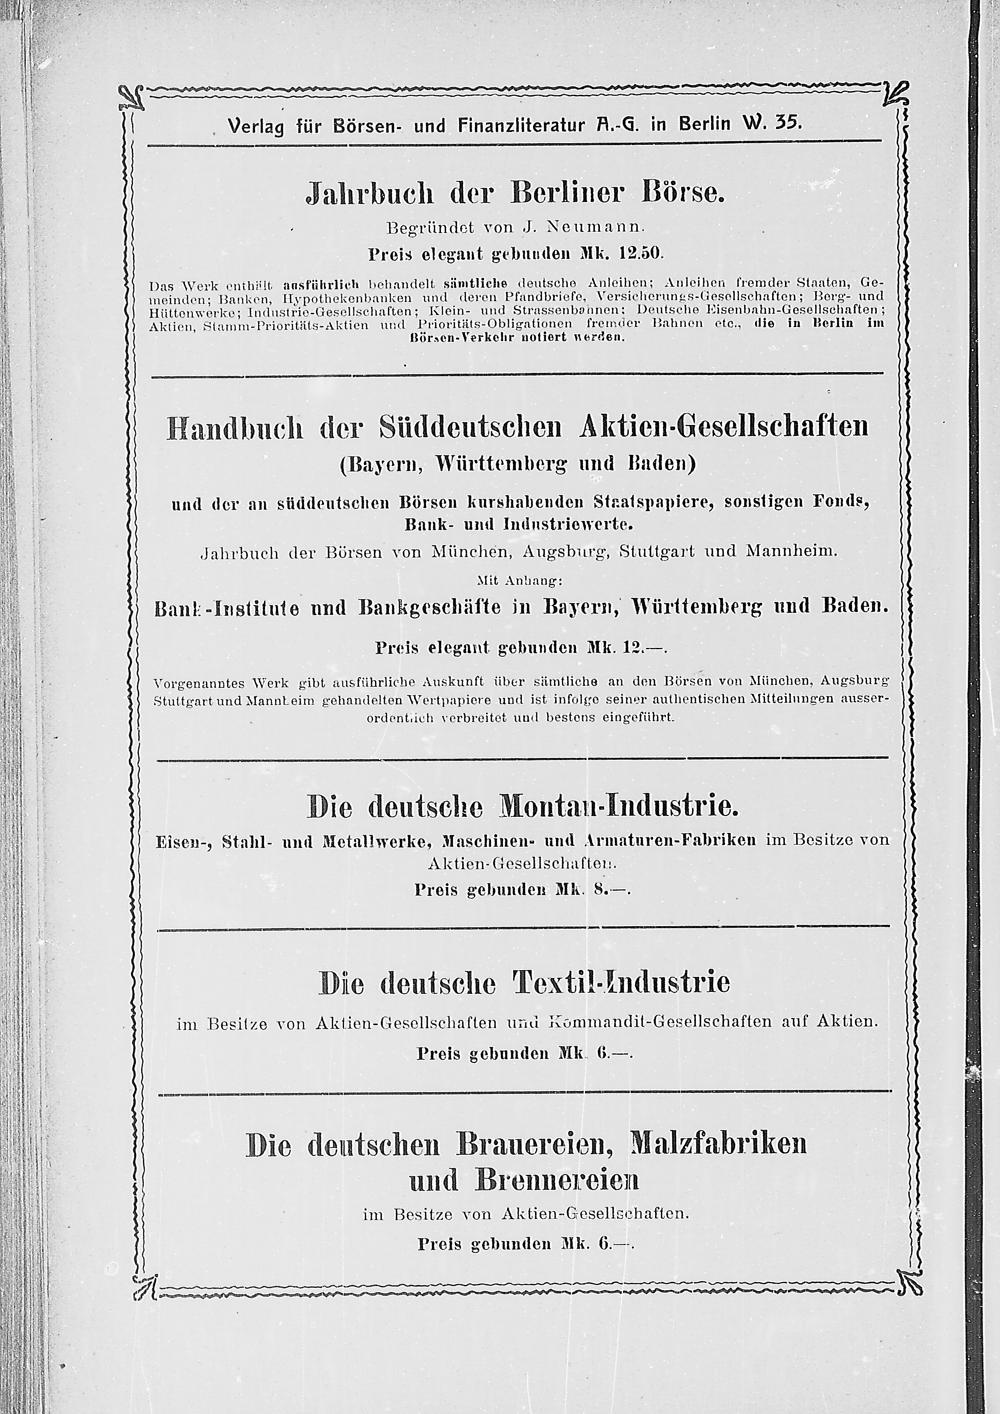 Verlag für Börsen- und Finanzliteratur A.-G. in Berlin W. 35.
Jahrbuch der Berliner Börse.
Begründet von J. Neumann.
Preis elegant gebunden Mk. 12.50.
Das Werk enthält ausführlich behandelt sämtliche deutsche Anleihen; Anleihen fremder Staaten, Ge-
meinden; Banken, Hypothekenbanken und deren Pfandbriefe, Versicherungs-Gesellschaften; Berg- und
Hüttenwerke; Industrie-Gesellschaften; Klein- und Strassenbahnen; Deutsche Eisenbahn-Gesellschaften;
Aktien, Stamm-Prioritäts-Aktien und Prioritäts-Obligationen fremder Bahnen etc., die in Berlin im
Börsen-Verkehr notiert werden.
Handbuch der Süddeutschen Aktien-Gesellschaften
(Bayern, Württemberg und Baden)
und der an süddeutschen Börsen kurshabenden Staatspapiere, sonstigen Fonds,
Bank- und Industriewerte.
Jahrbuch der Börsen von München, Augsburg, Stuttgart und Mannheim.
Mit Anhang:
Bank-Institute und Bankgeschäfte in Bayern, Württemberg und Baden.
Preis elegant gebunden Mk. 12.—.
Vorgenanntes Werk gibt ausführliche Auskunft über sämtliche an den Börsen von München, Augsburg
Stuttgart und Mannheim gehandelten Wertpapiere und ist infolge seiner authentischen Mitteilungen ausser-
ordentlich verbreitet und bestens eingeführt.
Die deutsche Montan-Industrie.
Eisen-, Stahl- und Metallwerke, Maschinen- und Armaturen-Fabriken im Besitze von
Aktien-Gesellschaften.
Preis gebunden Mk. 8.—.
Die deutsche Textil-Industrie
im Besitze von Aktien-Gesellschaften und Kommandit-Gesellschaften auf Aktien.
Preis gebunden Mk. 6.—.
Die deutschen Brauereien, Malzfabriken
und Brennereien
im Besitze von Aktien-Gesellschaften.
Preis gebunden Mk. 6.—.